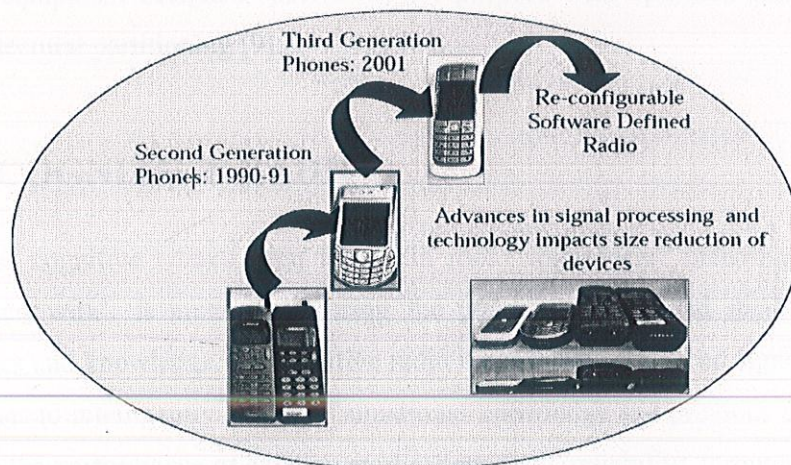 Third Generation
Phones: 2001
Re-configurable
Software Defined
Radio
Second Generation
Phones: 1990-91
Advances in signal processing and
technology impacts size reduction of
devices